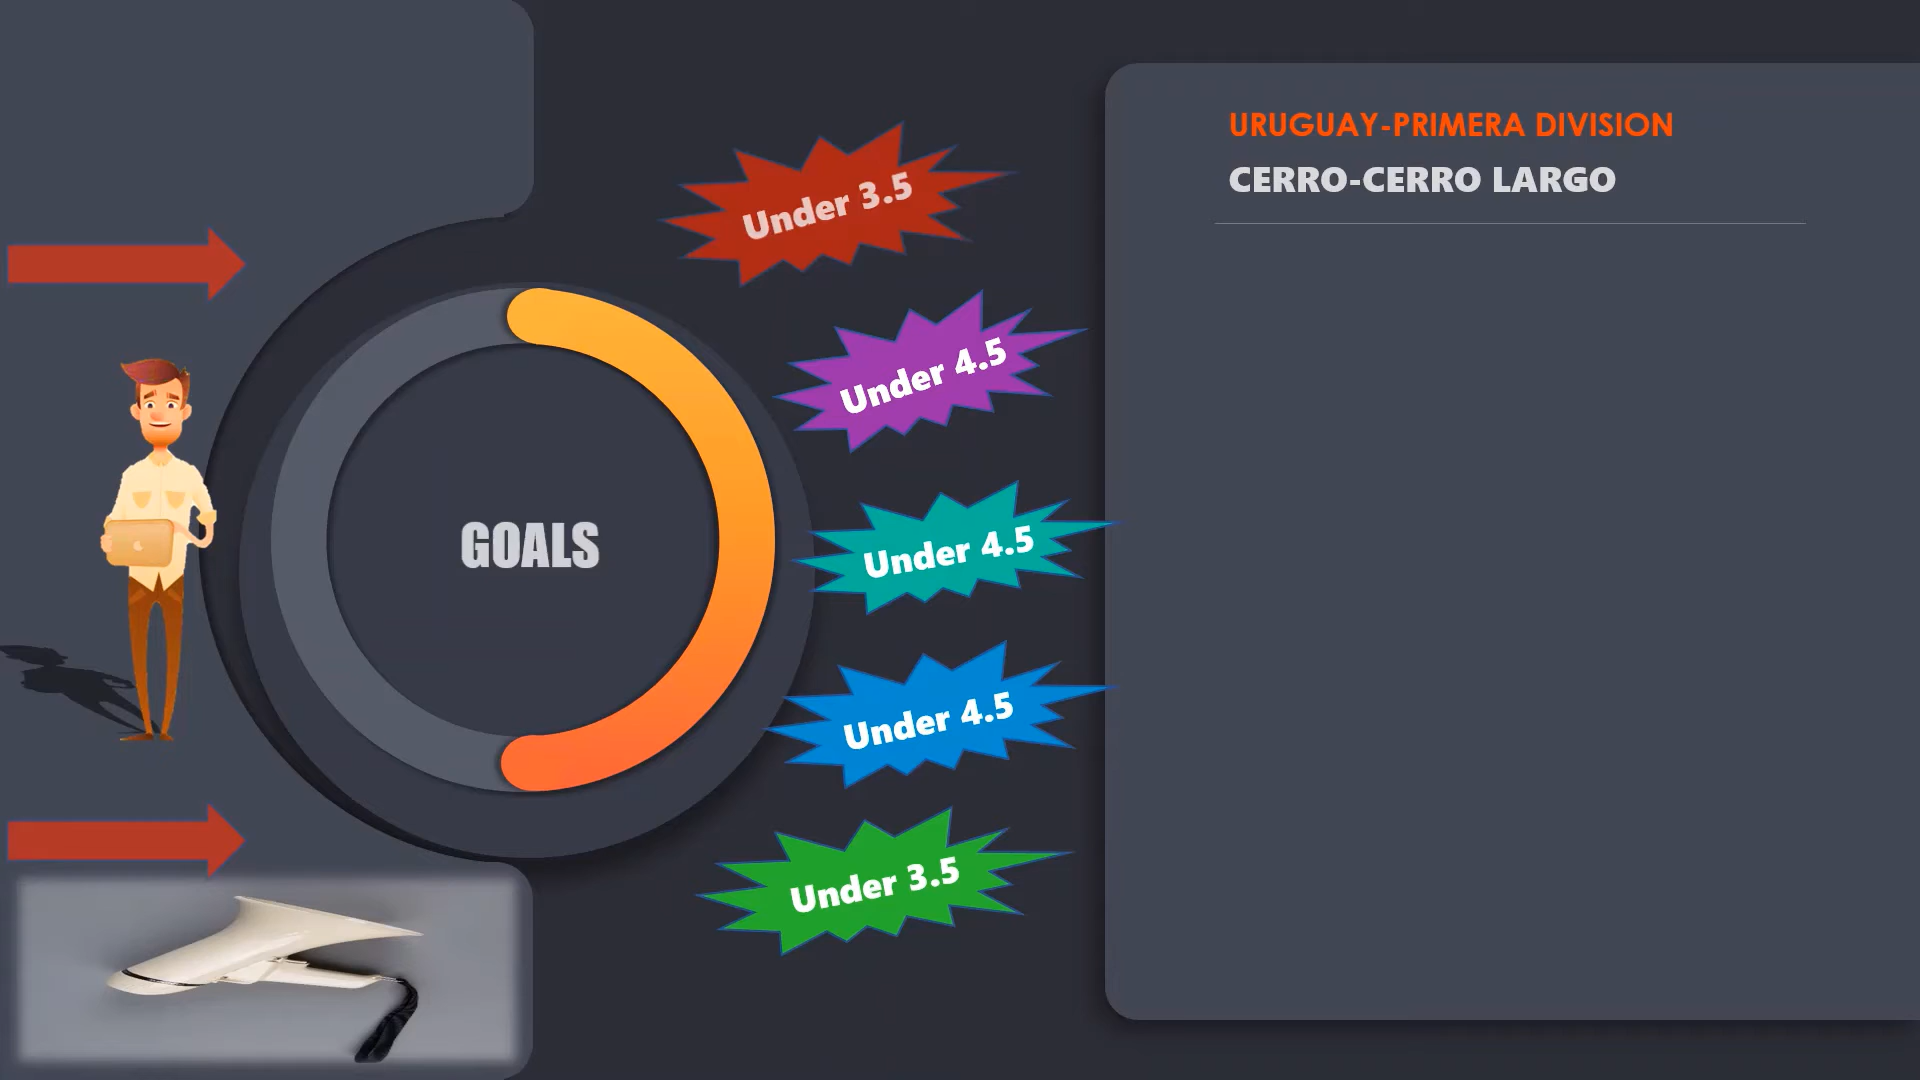 URUGUAY-PRIMERA DIVISION
CERRO-CERRO LARGO
Under 3.5
Under 4.5
GOALS
Under 4.5
Under 4.5
Under 3.5